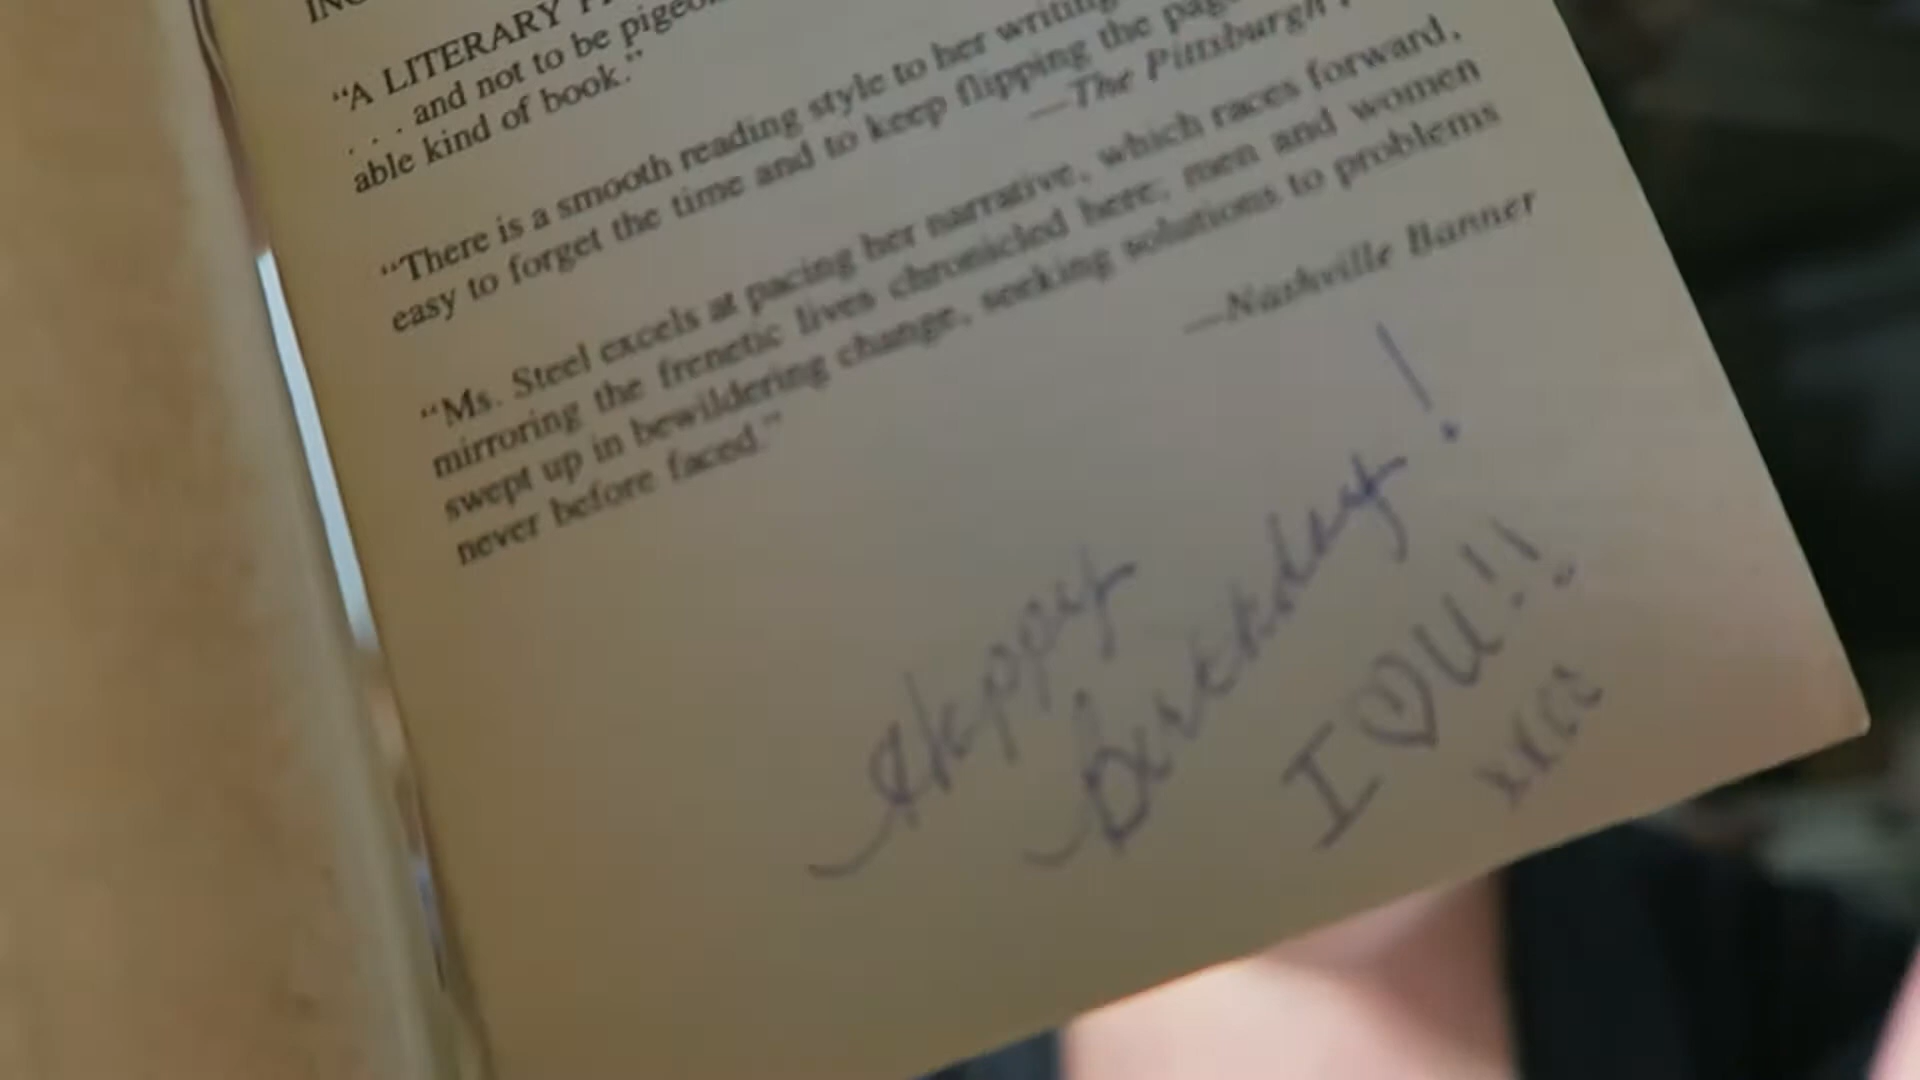 “A LITERARY
. . . and not to be
able kind of book.”
“There is a smooth reading style to her writing
easy to forget the time and to keep flipping the
—The Pittsburgh
“Ms. Steel excels at pacing her narrative, which races forward,
mirroring the frenetic lives chronicled here; men and women
swept up in bewildering change, seeking solutions to problems
never before faced.”
—Nashville Banner
Happy
birthday!
I ♡ U!!